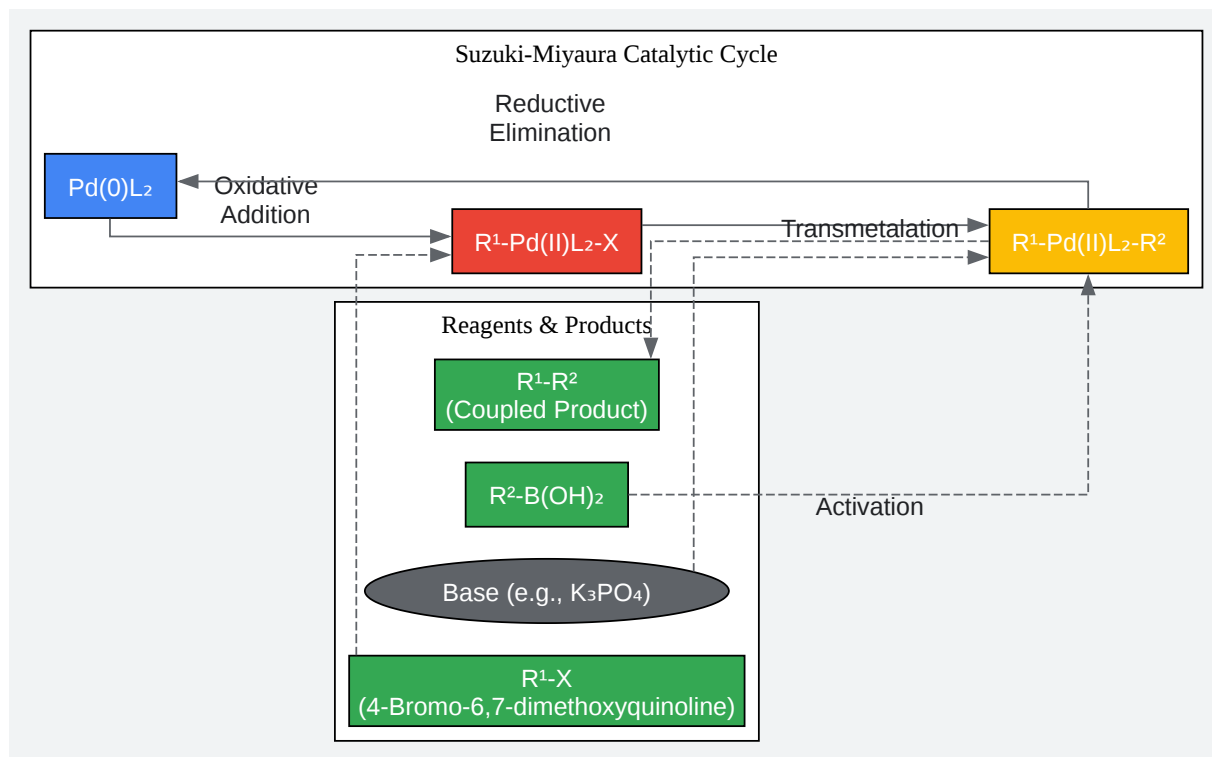 Suzuki-Miyaura Catalytic Cycle
Reductive
Elimination
Pd(0)L₂
Oxidative
Addition
R¹-Pd(II)L₂-X
Transmetalation
R¹-Pd(II)L₂-R²
Reagents & Products
R¹-R²
(Coupled Product)
R²-B(OH)₂
Activation
Base (e.g., K₃PO₄)
R¹-X
(4-Bromo-6,7-dimethoxyquinoline)